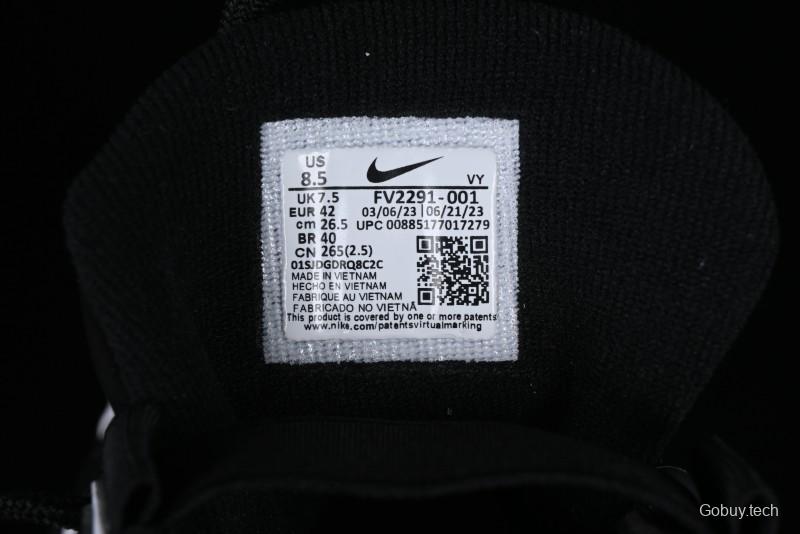 US
8.5
VY
UK 7.5
FV2291-001
EUR 42
03/06/23 | 06/21/23
cm 26.5
UPC 00885177017279
BR 40
CN 265(2.5)
01SJDGDRQ8C2C
MADE IN VIETNAM
HECHO EN VIETNAM
FABRIQUE AU VIETNAM
FABRICADO NO VIETNÃ
This product is covered by one or more patents
www.nike.com/patentsvirtualmarking
Gobuy.tech